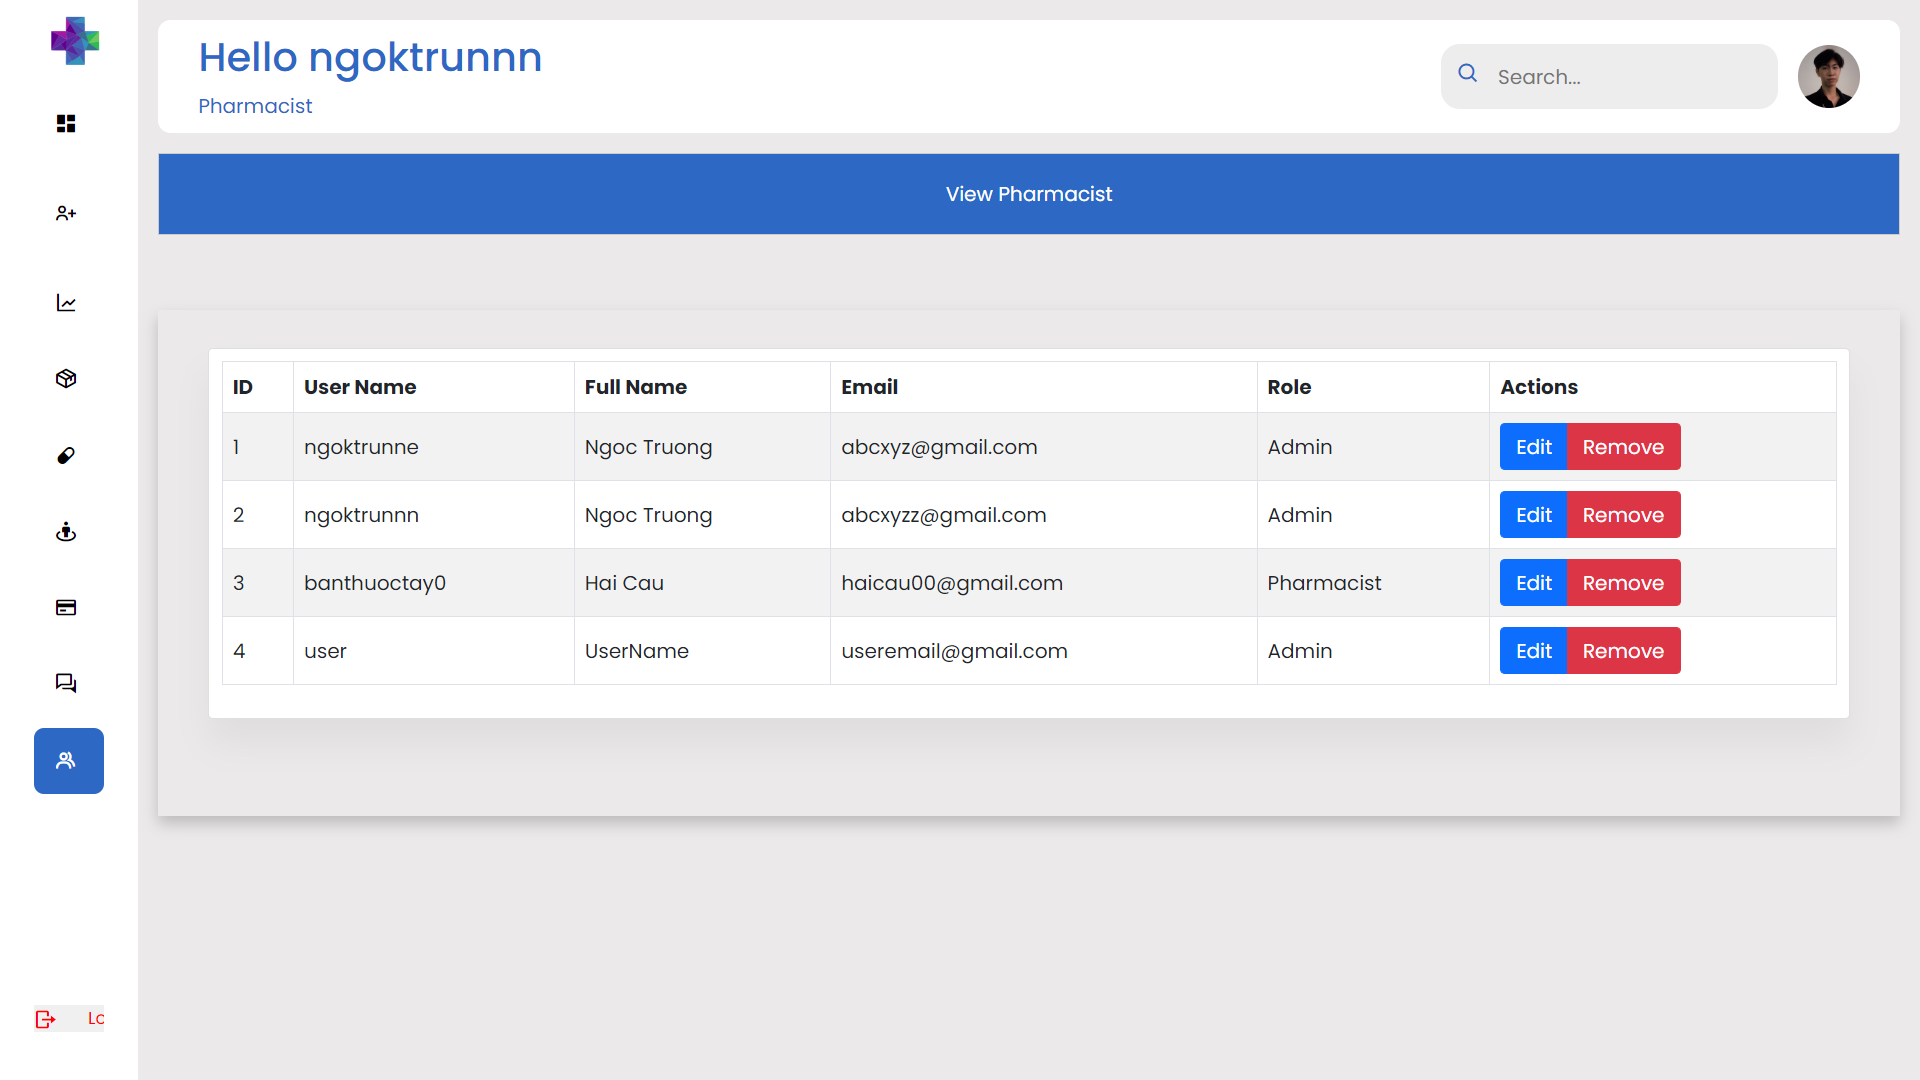 Hello ngoktrunnn
Pharmacist
Search...
View Pharmacist
ID User Name Full Name Email Role Actions
1 ngoktrunne Ngoc Truong abcxyz@gmail.com Admin Edit Remove
2 ngoktrunnn Ngoc Truong abcxyzz@gmail.com Admin Edit Remove
3 banthuoctay0 Hai Cau haicau00@gmail.com Pharmacist Edit Remove
4 user UserName useremail@gmail.com Admin Edit Remove